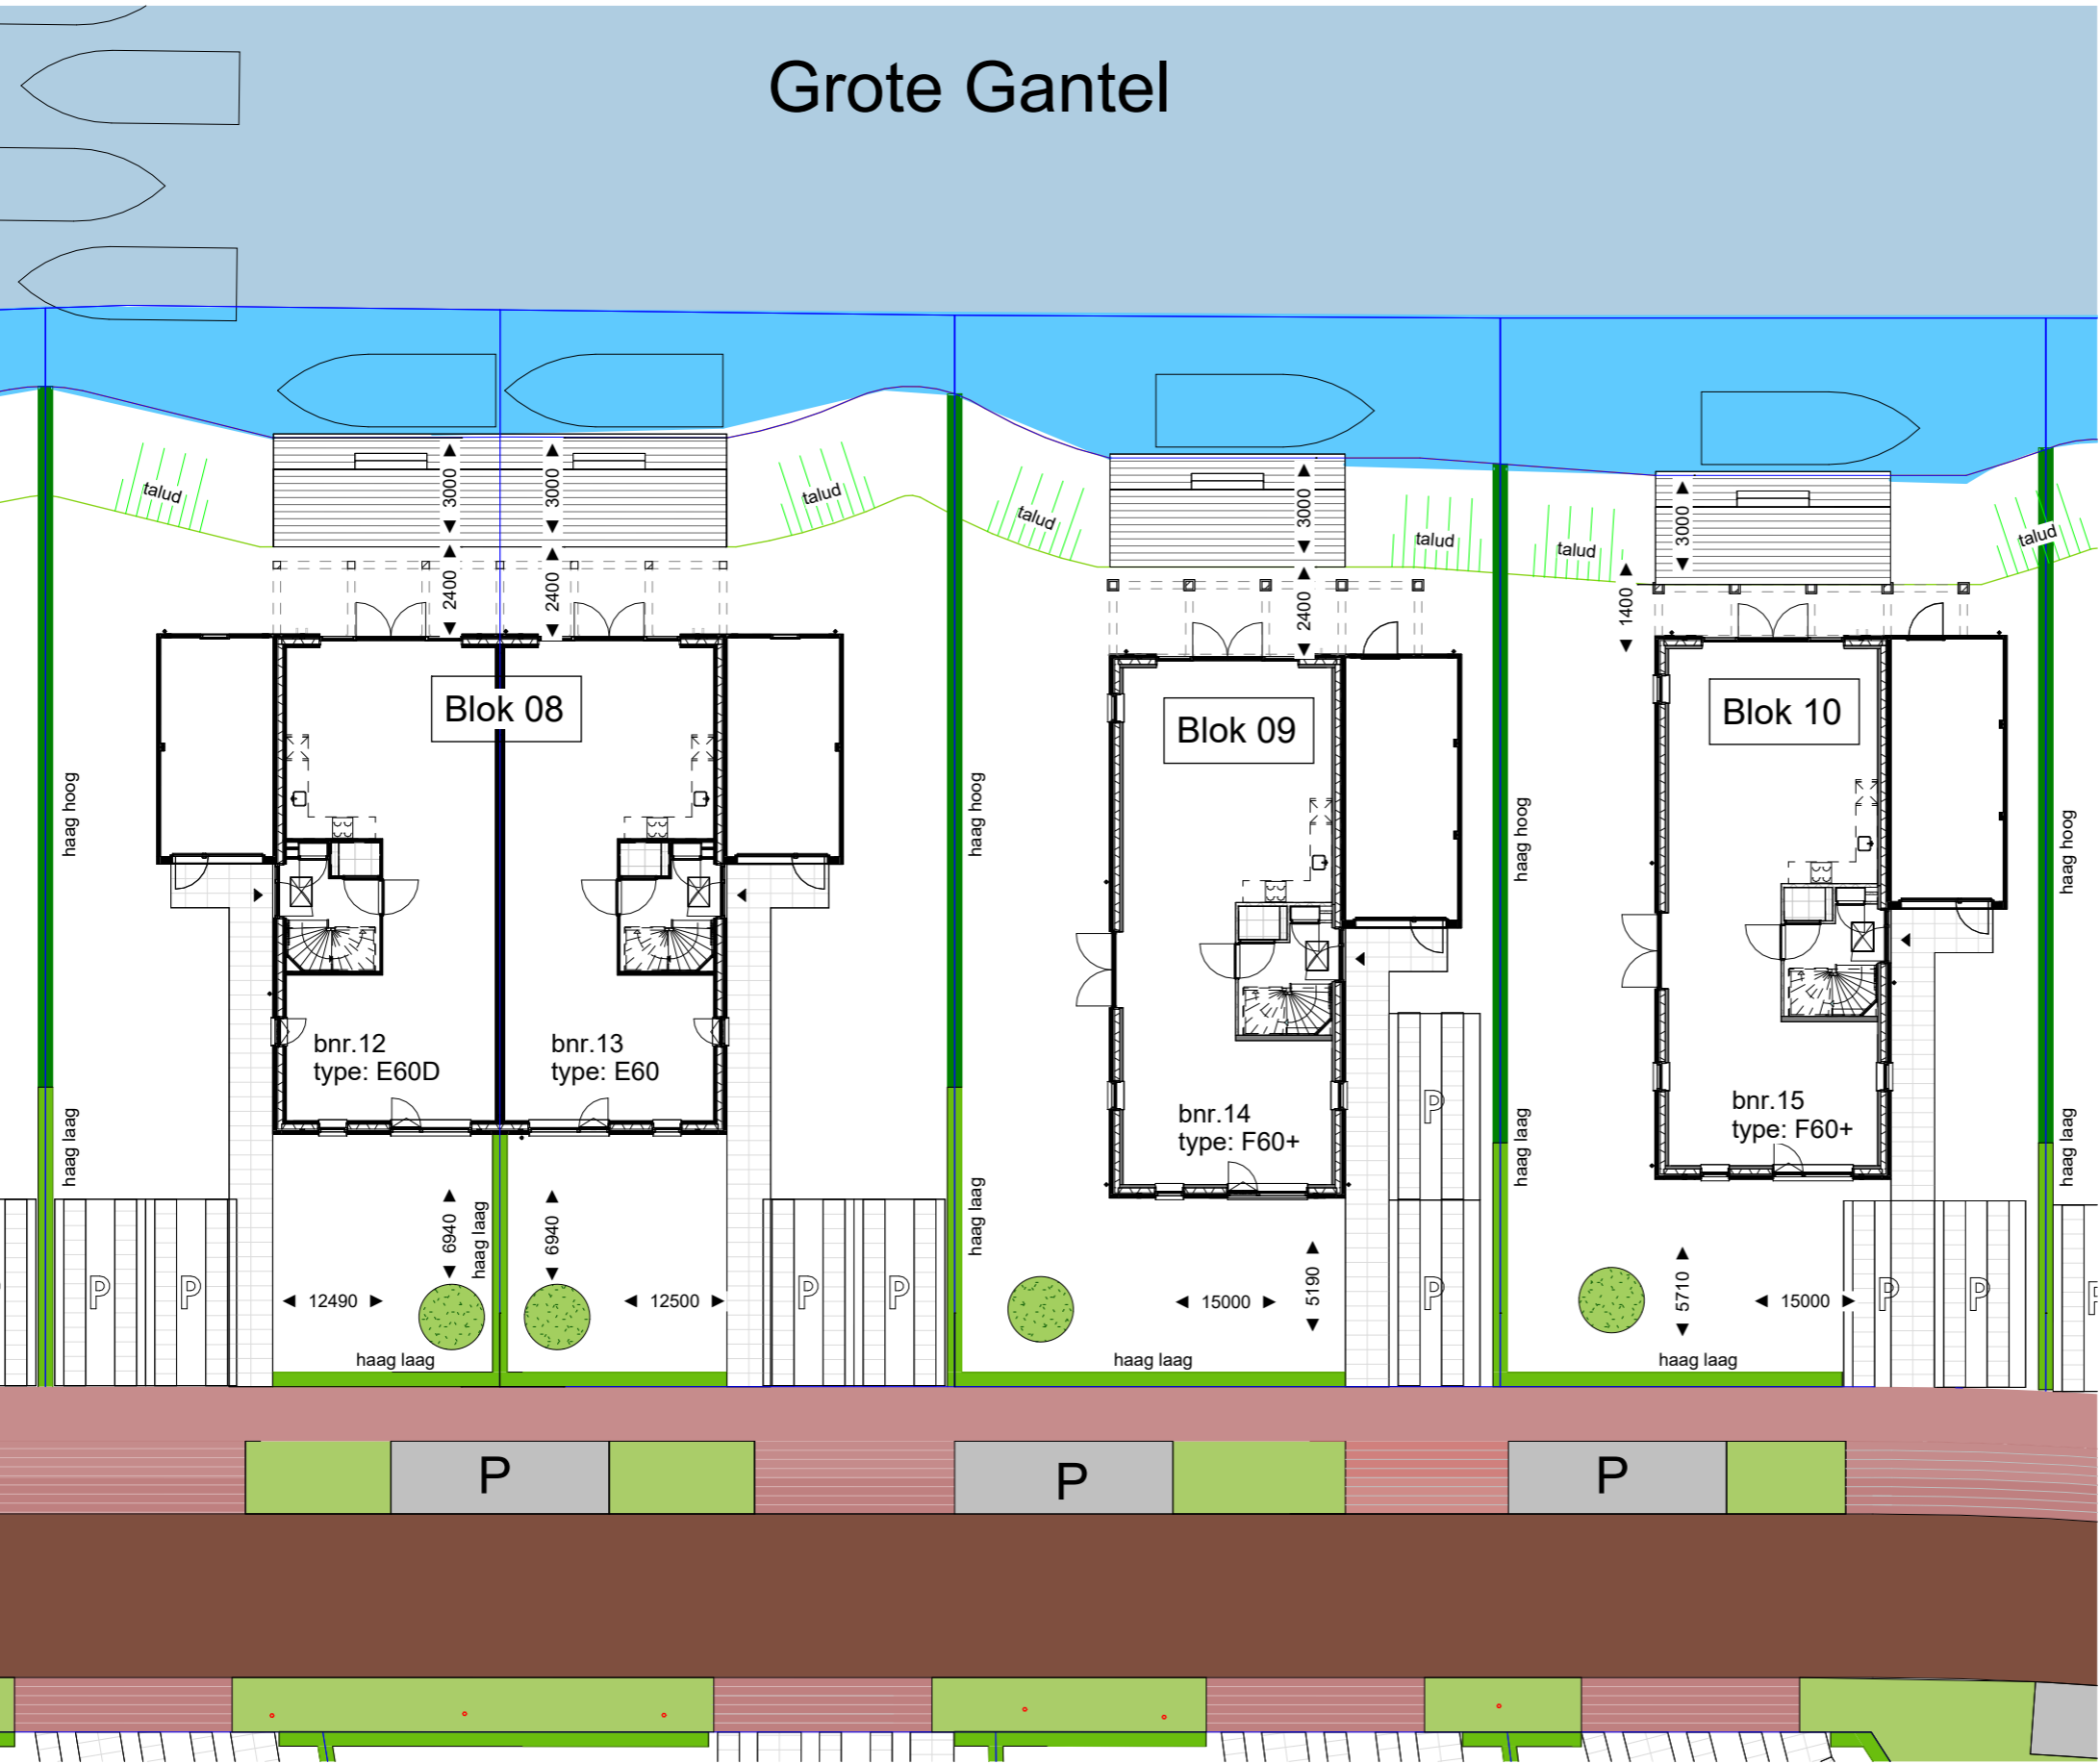 Grote Gantel
talud
talud
talud
talud
talud
talud
3000
3000
3000
3000
2400
2400
2400
1400
Blok 08
Blok 09
Blok 10
haag hoog
haag hoog
haag hoog
haag hoog
bnr.12
type: E60D
bnr.13
type: E60
bnr.14
type: F60+
bnr.15
type: F60+
haag laag
haag laag
haag laag
haag laag
haag laag
6940
6940
5190
5710
12490
12500
15000
15000
P
P
P
P
P
P
P
P
P
haag laag
haag laag
haag laag
P
P
P